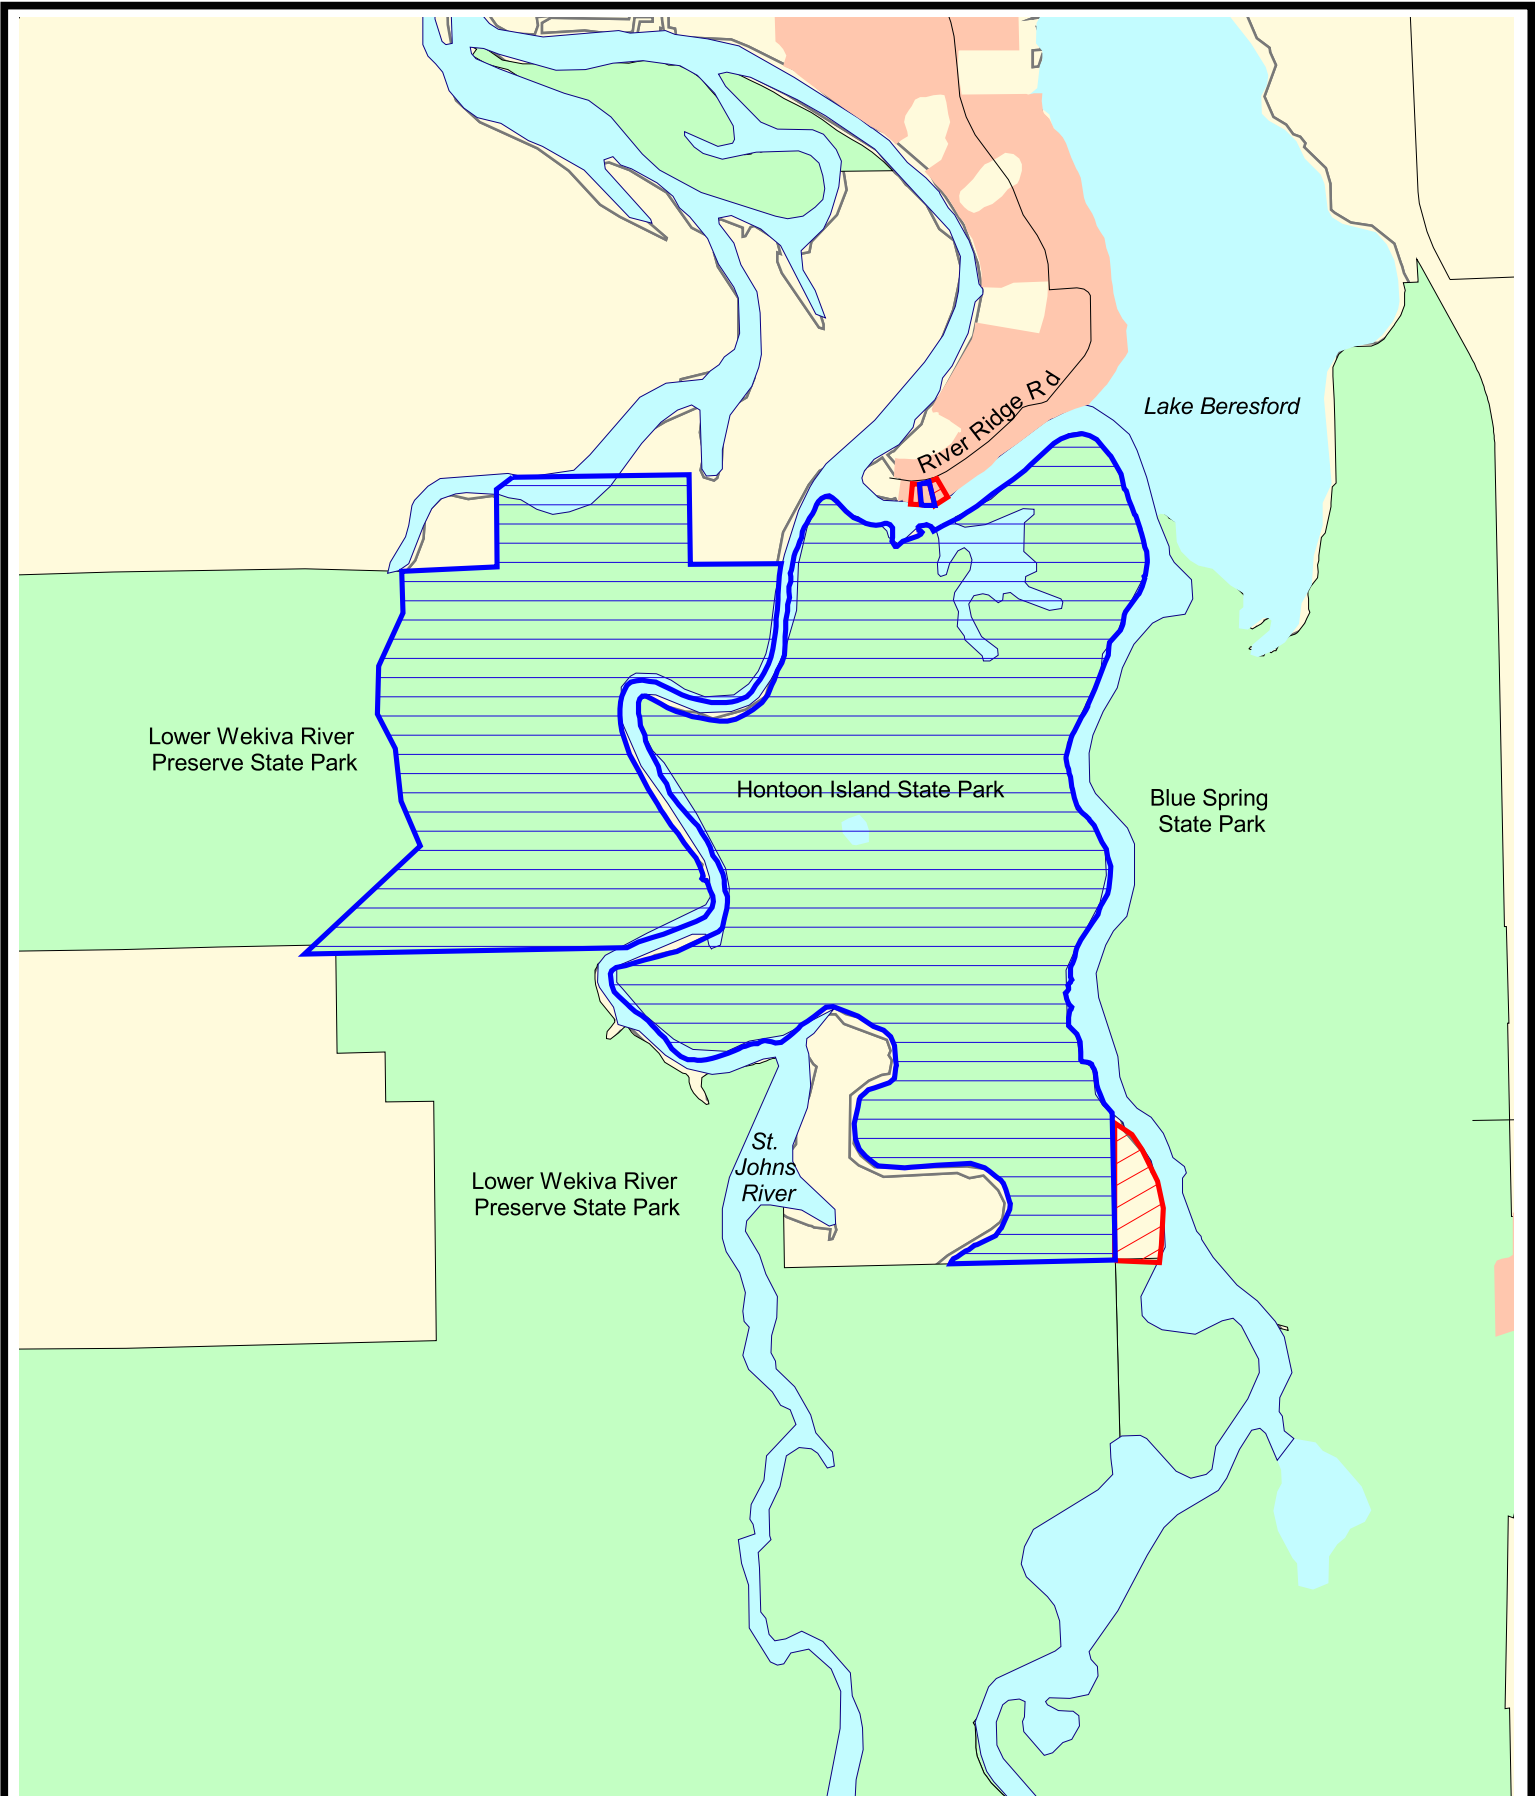 Lake Beresford
River Ridge Rd
Lower Wekiva River
Preserve State Park
Hontoon Island State Park
Blue Spring
State Park
St.
Johns
River
Lower Wekiva River
Preserve State Park